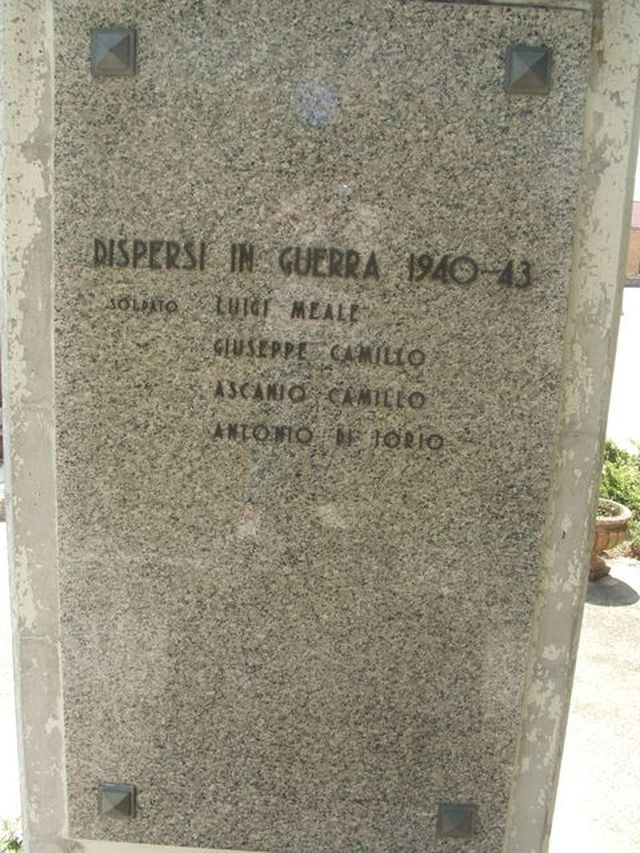 DISPERSI IN GUERRA 1940-43
SOLDATO LUIGI MEALE
GIUSEPPE CAMILLO
ASCANIO CAMILLO
ANTONIO DI IORIO